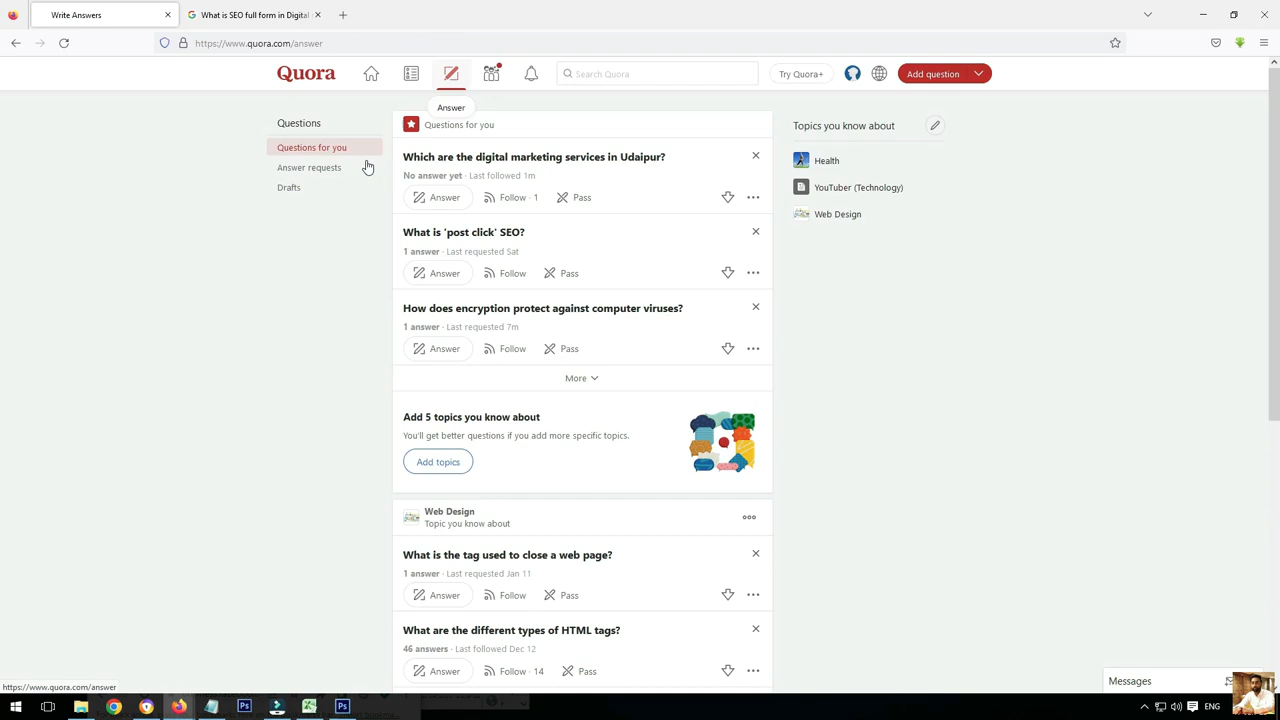 Write Answers
What is SEO full form in Digital
https://www.quora.com/answer
Quora
Search Quora
Try Quora+
Add question
Answer
Questions
Questions for you
Answer requests
Drafts
Questions for you
Which are the digital marketing services in Udaipur?
No answer yet · Last followed 1m
Answer Follow · 1 Pass
What is 'post click' SEO?
1 answer · Last requested Sat
Answer Follow Pass
How does encryption protect against computer viruses?
1 answer · Last requested 7m
Answer Follow Pass
More
Add 5 topics you know about
You'll get better questions if you add more specific topics.
Add topics
Web Design
Topic you know about
What is the tag used to close a web page?
1 answer · Last requested Jan 11
Answer Follow Pass
What are the different types of HTML tags?
46 answers · Last followed Dec 12
Answer Follow · 14 Pass
Topics you know about
Health
YouTuber (Technology)
Web Design
Messages
https://www.quora.com/answer
ENG